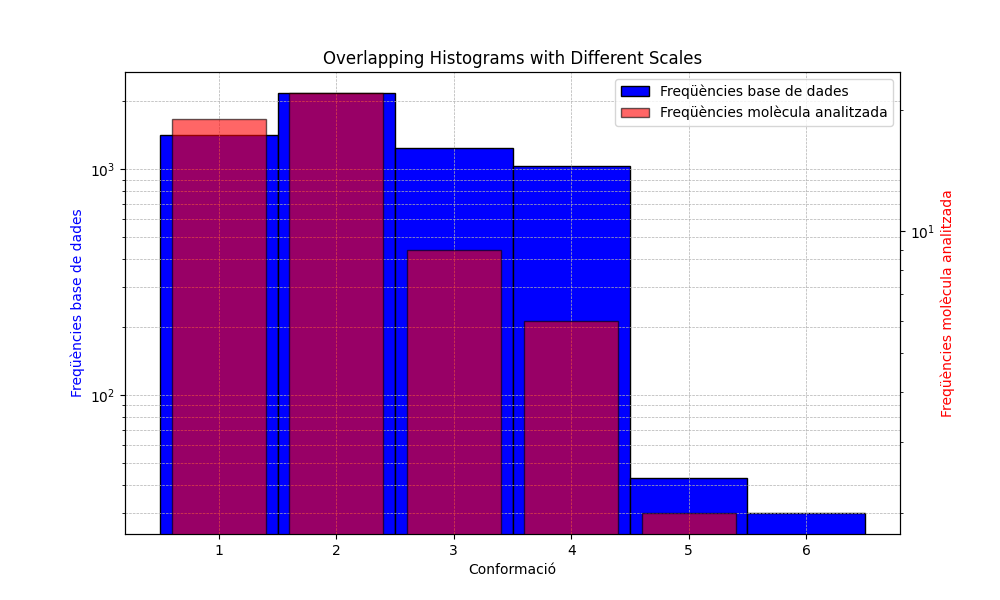 Overlapping Histograms with Different Scales
Freqüències base de dades
Freqüències molècula analitzada
Freqüències base de dades
10³
10²
10¹
Freqüències molècula analitzada
1 2 3 4 5 6
Conformació